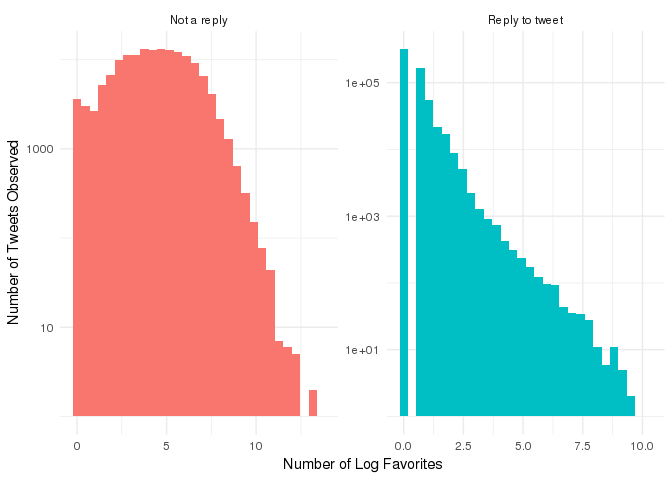 Not a reply
Reply to tweet
Number of Tweets Observed
1000
10
1e+05
1e+03
1e+01
0
5
10
0.0
2.5
5.0
7.5
10.0
Number of Log Favorites